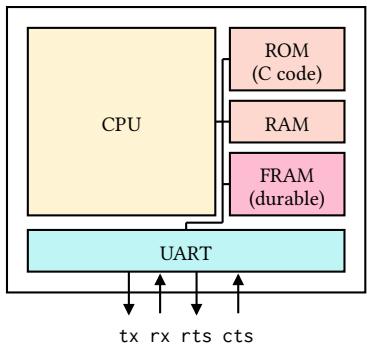 CPU
ROM
(C code)
RAM
FRAM
(durable)
UART
tx rx rts cts